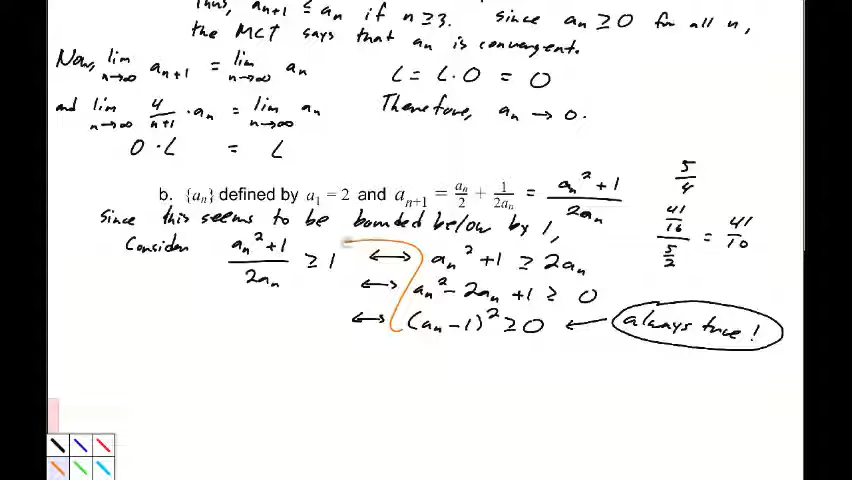 Thus, aₙ₊₁ ≤ aₙ if n ≥ 3. since aₙ ≥ 0 for all n,
the MCT says that aₙ is convergent.
Now, lim n→∞ aₙ₊₁ = lim n→∞ aₙ
L = L · 0 = 0
and lim n→∞ 4/(n+1) · aₙ = lim n→∞ aₙ
Therefore, aₙ → 0.
0 · L = L
b. {aₙ} defined by a₁ = 2 and aₙ₊₁ = aₙ/2 + 1/(2aₙ) = (aₙ² + 1)/(2aₙ)
5/4
since this seems to be bounded below by 1,
(41/16)/(5/2) = 41/10
Consider (aₙ² + 1)/(2aₙ) ≥ 1 ⟷ aₙ² + 1 ≥ 2aₙ
⟷ aₙ² - 2aₙ + 1 ≥ 0
⟷ (aₙ - 1)² ≥ 0 ← always true!